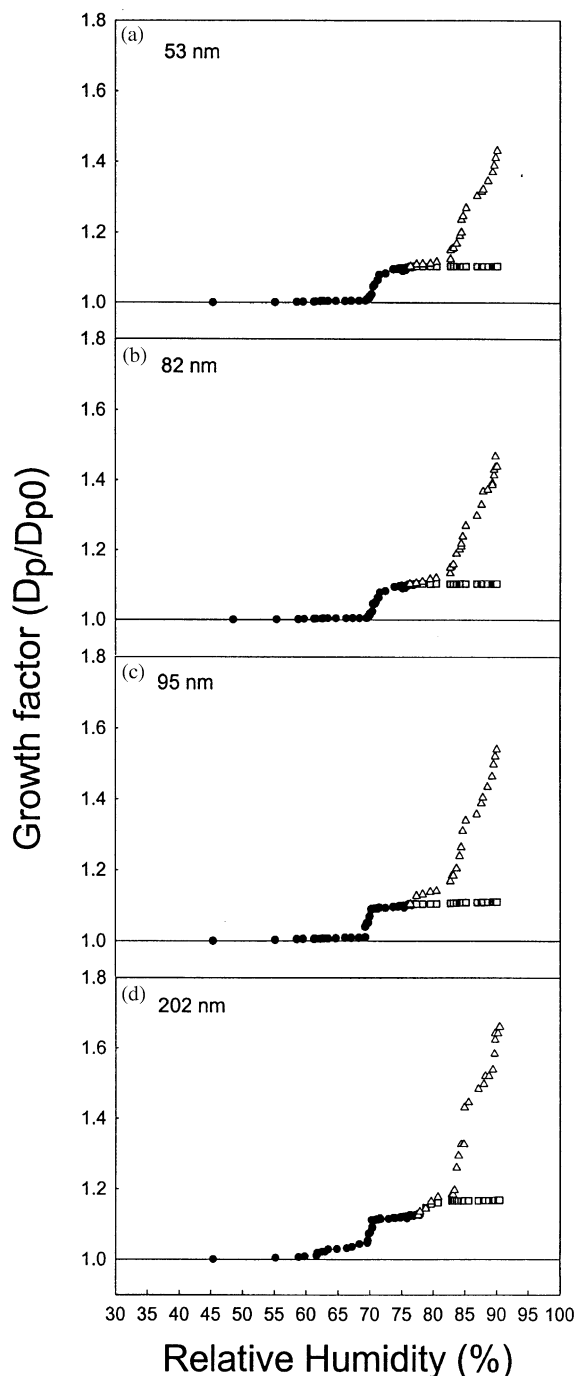 Growth factor (Dp/Dp0)
1.8
(a)
53 nm
1.6
1.4
1.2
1.0
1.8
(b)
82 nm
1.6
1.4
1.2
1.0
1.8
(c)
95 nm
1.6
1.4
1.2
1.0
1.8
(d)
202 nm
1.6
1.4
1.2
1.0
30 35 40 45 50 55 60 65 70 75 80 85 90 95 100
Relative Humidity (%)